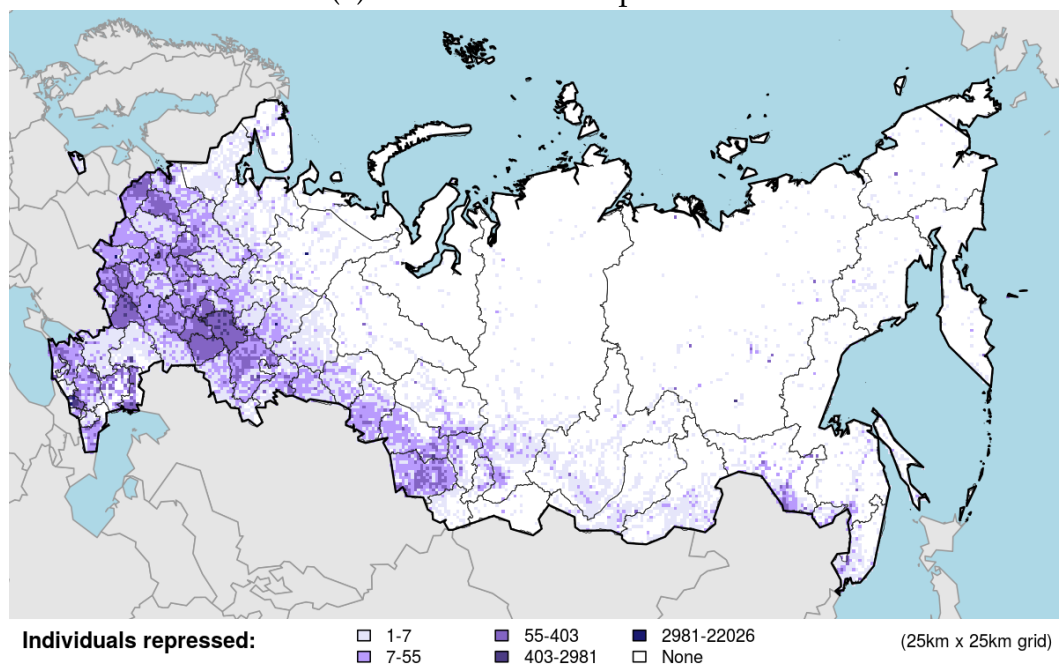 Individuals repressed:
1-7
55-403
2981-22026
(25km x 25km grid)
7-55
403-2981
None